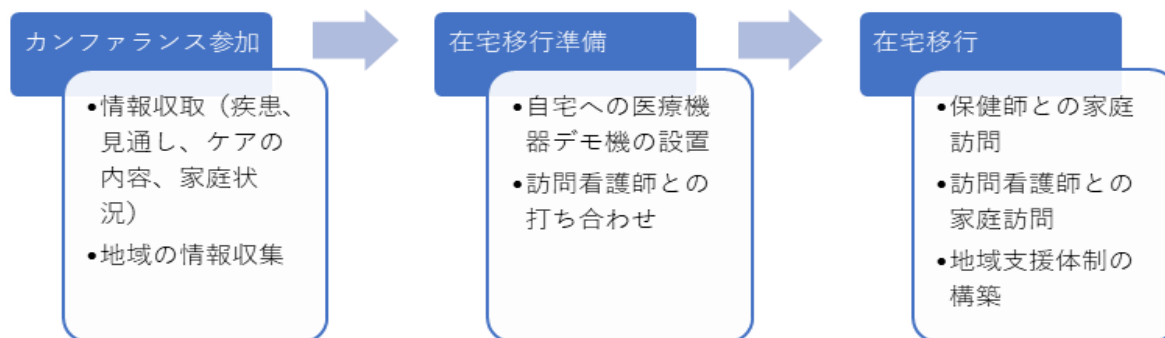 カンファランス参加
•情報収取（疾患、
見通し、ケアの
内容、家庭状
況）
•地域の情報収集
在宅移行準備
•自宅への医療機
器デモ機の設置
•訪問看護師との
打ち合わせ
在宅移行
•保健師との家庭
訪問
•訪問看護師との
家庭訪問
•地域支援体制の
構築